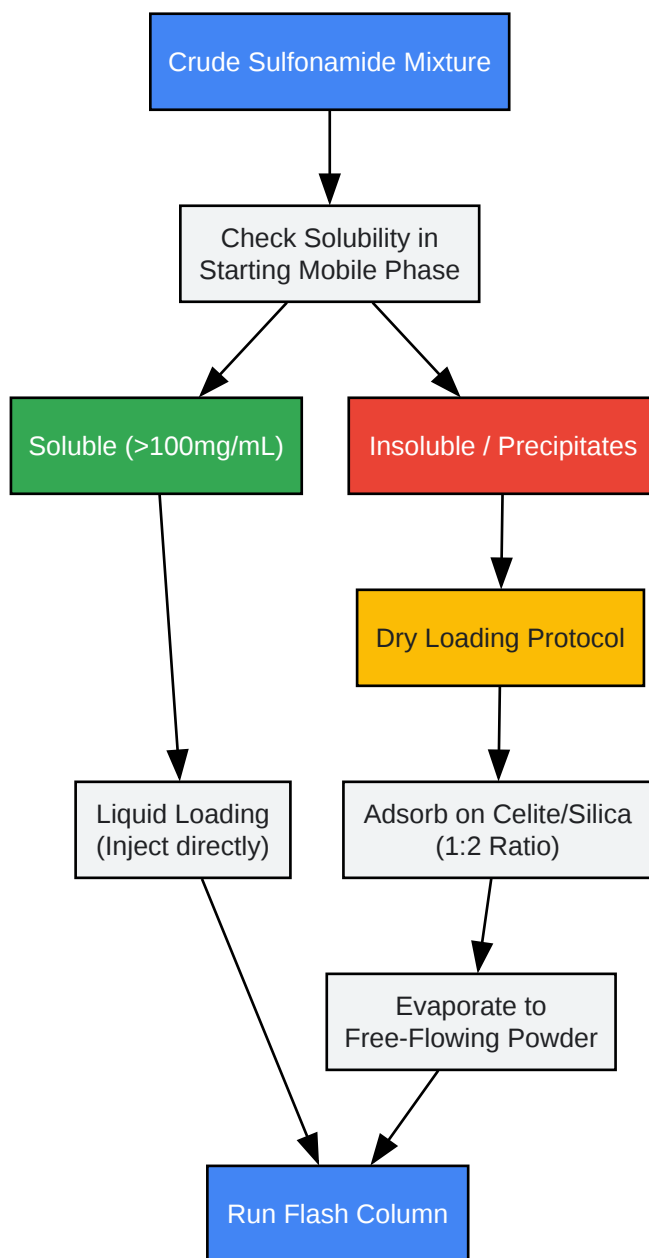 Crude Sulfonamide Mixture
Check Solubility in
Starting Mobile Phase
Soluble (>100mg/mL)
Insoluble / Precipitates
Dry Loading Protocol
Liquid Loading
(Inject directly)
Adsorb on Celite/Silica
(1:2 Ratio)
Evaporate to
Free-Flowing Powder
Run Flash Column